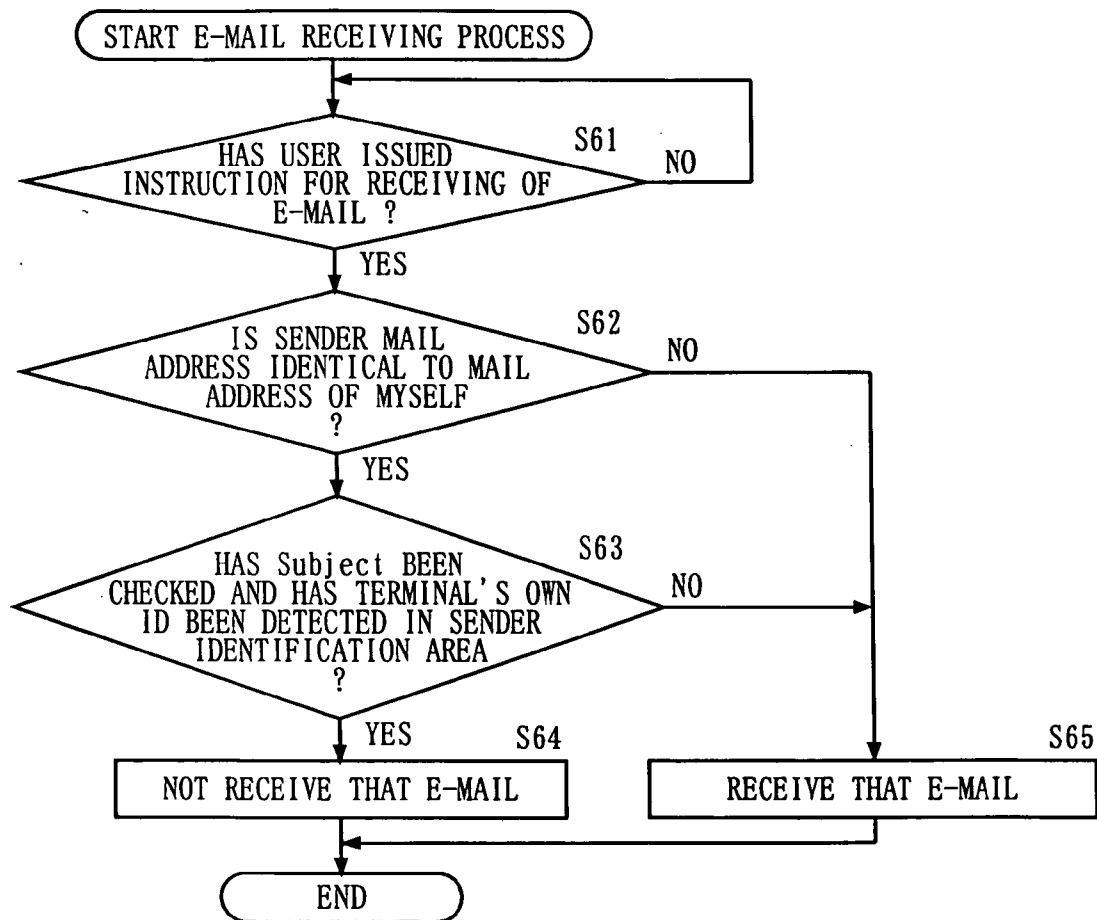 START E-MAIL RECEIVING PROCESS
S61
HAS USER ISSUED
INSTRUCTION FOR RECEIVING OF
E-MAIL ?
NO
YES
S62
IS SENDER MAIL
ADDRESS IDENTICAL TO MAIL
ADDRESS OF MYSELF
?
NO
YES
S63
HAS Subject BEEN
CHECKED AND HAS TERMINAL'S OWN
ID BEEN DETECTED IN SENDER
IDENTIFICATION AREA
?
NO
YES
S64
NOT RECEIVE THAT E-MAIL
S65
RECEIVE THAT E-MAIL
END